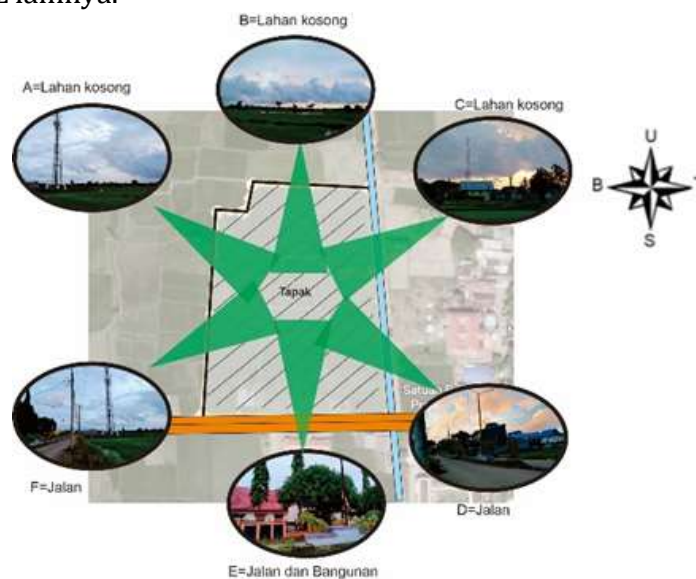 B=Lahan kosong
A=Lahan kosong
C=Lahan kosong
U
B
S
Tapak
F=Jalan
D=Jalan
E=Jalan dan Bangunan